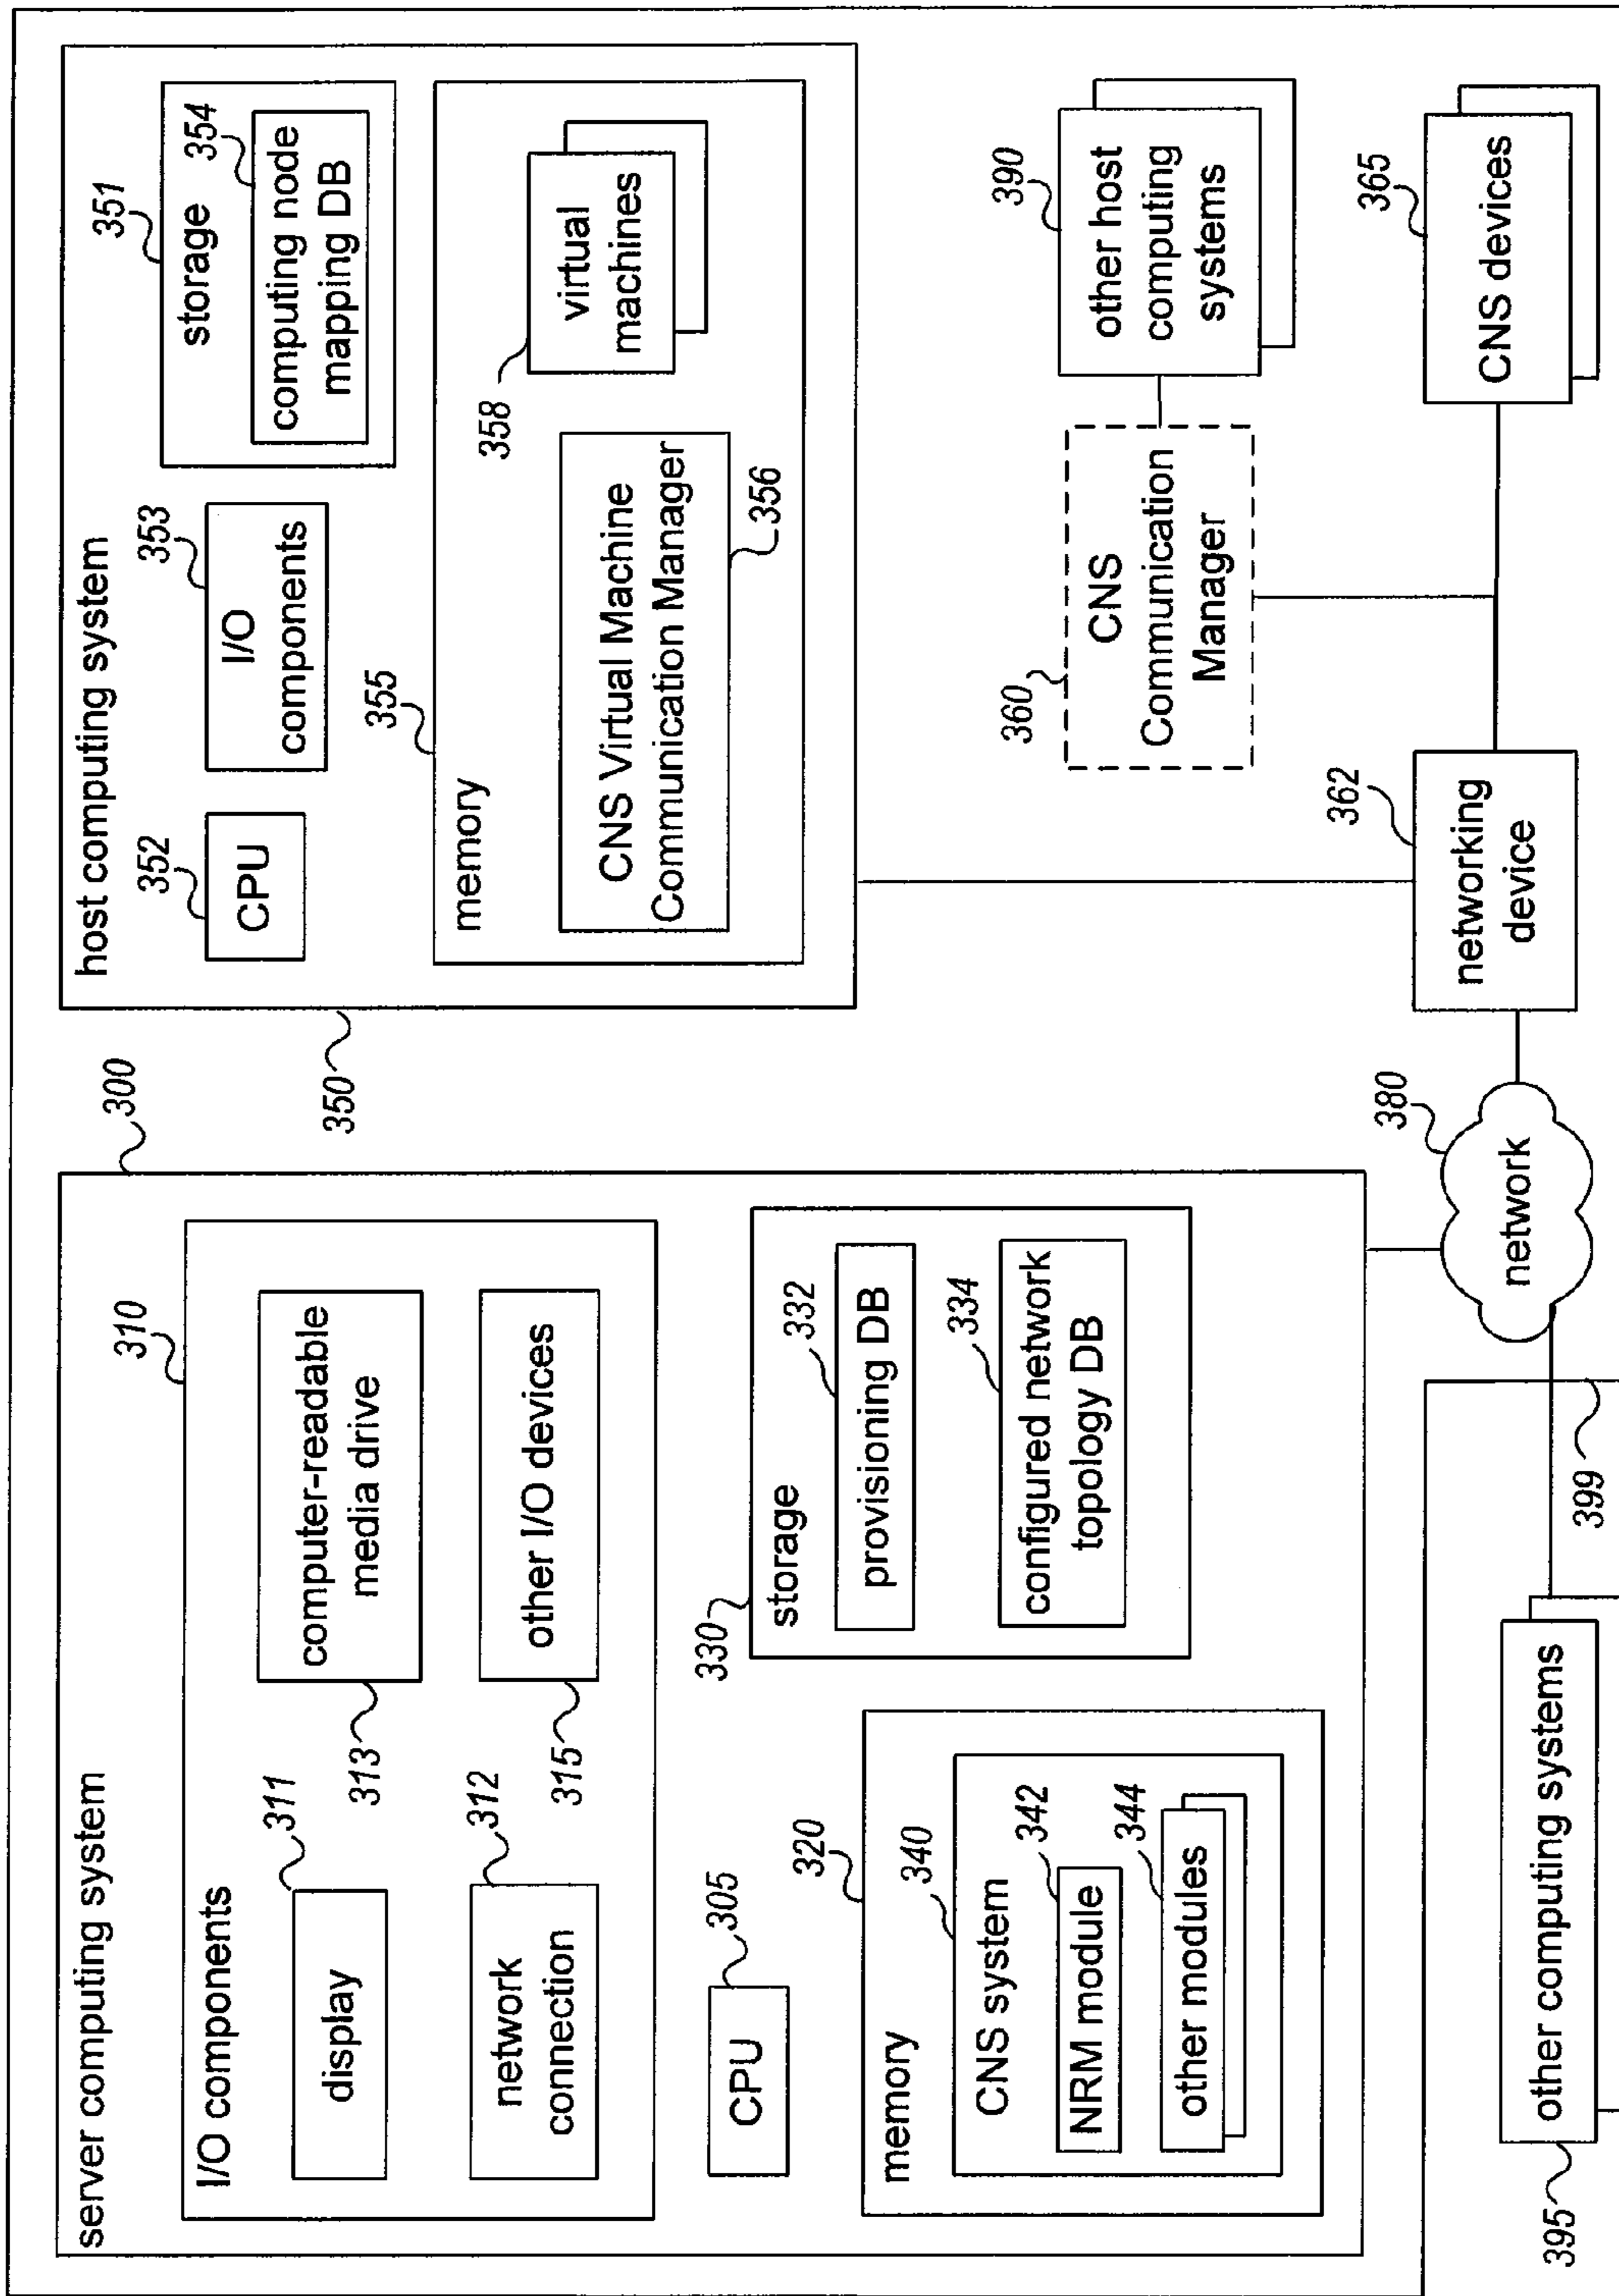 server computing system
300
I/O components
310
311
display
computer-readable
media drive
313
312
network
connection
other I/O devices
315
CPU
305
330
storage
332
provisioning DB
334
configured network
topology DB
320
memory
340
CNS system
342
NRM module
344
other modules
host computing system
350
352
CPU
353
I/O
components
351
storage
354
computing node
mapping DB
355
memory
CNS Virtual Machine
Communication Manager
356
358
virtual
machines
360
CNS
Communication
Manager
390
other host
computing
systems
362
networking
device
365
CNS devices
380
network
399
395
other computing systems